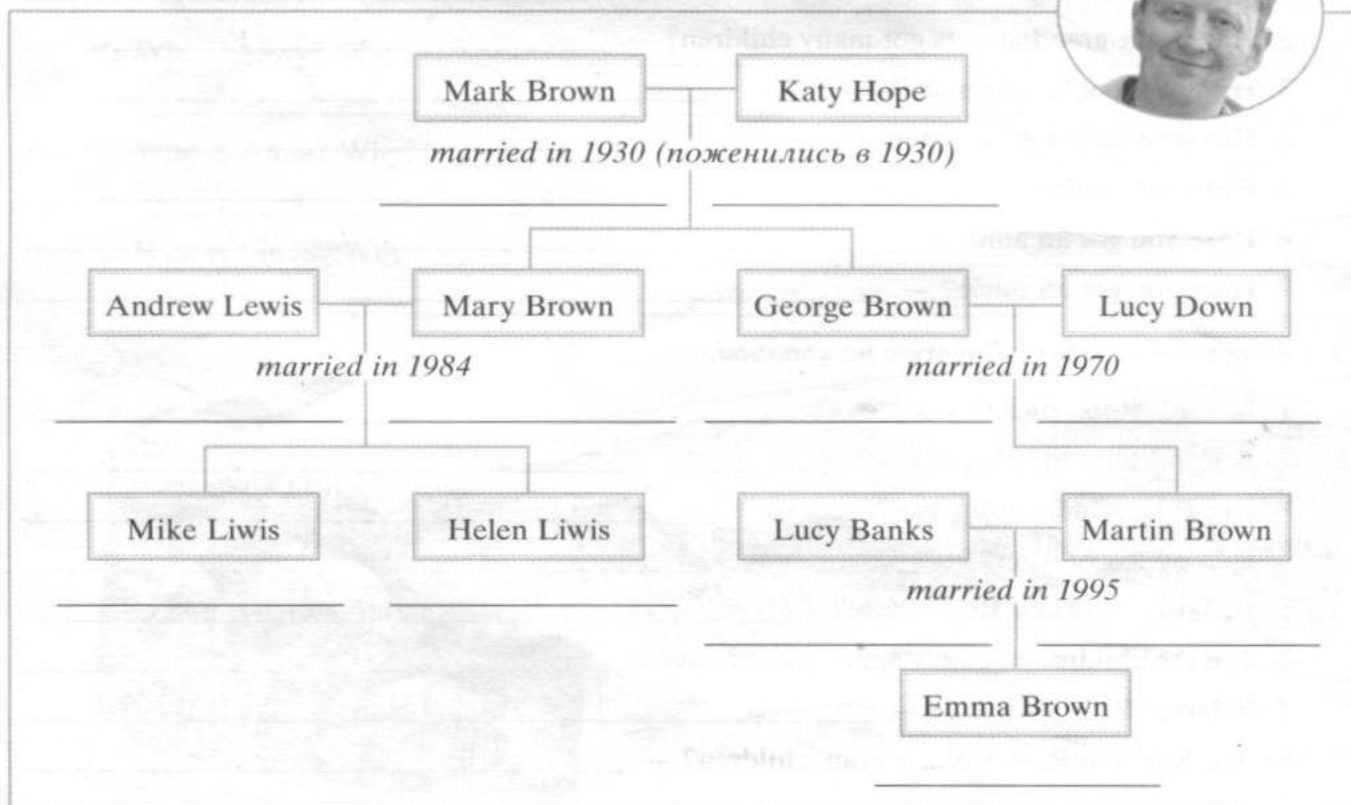 Mark Brown Katy Hope
married in 1930 (поженились в 1930)
Andrew Lewis Mary Brown George Brown Lucy Down
married in 1984 married in 1970
Mike Liwis Helen Liwis Lucy Banks Martin Brown
married in 1995
Emma Brown